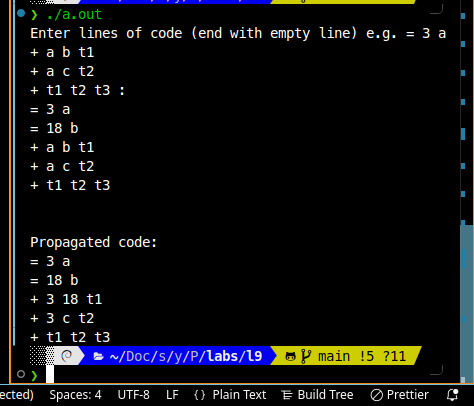 ❯ ./a.out
Enter lines of code (end with empty line) e.g. = 3 a
+ a b t1
+ a c t2
+ t1 t2 t3 :
= 3 a
= 18 b
+ a b t1
+ a c t2
+ t1 t2 t3
Propagated code:
= 3 a
= 18 b
+ 3 18 t1
+ 3 c t2
+ t1 t2 t3
~/Doc/s/y/P/labs/l9 main !5 ?11
❯
ected) Spaces: 4 UTF-8 LF {} Plain Text Build Tree Prettier